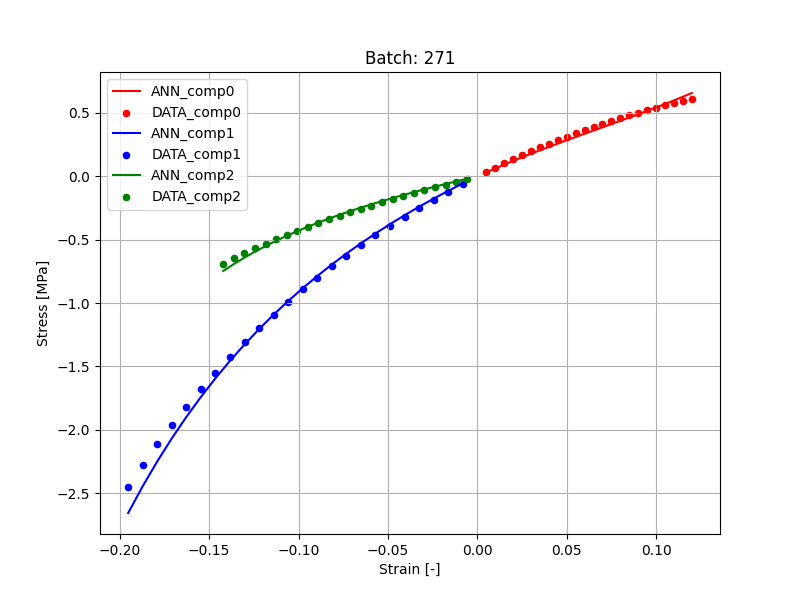 Batch: 271
ANN_comp0
DATA_comp0
ANN_comp1
DATA_comp1
ANN_comp2
DATA_comp2
0.5
0.0
−0.5
−1.0
−1.5
−2.0
−2.5
Stress [MPa]
−0.20 −0.15 −0.10 −0.05 0.00 0.05 0.10
Strain [-]